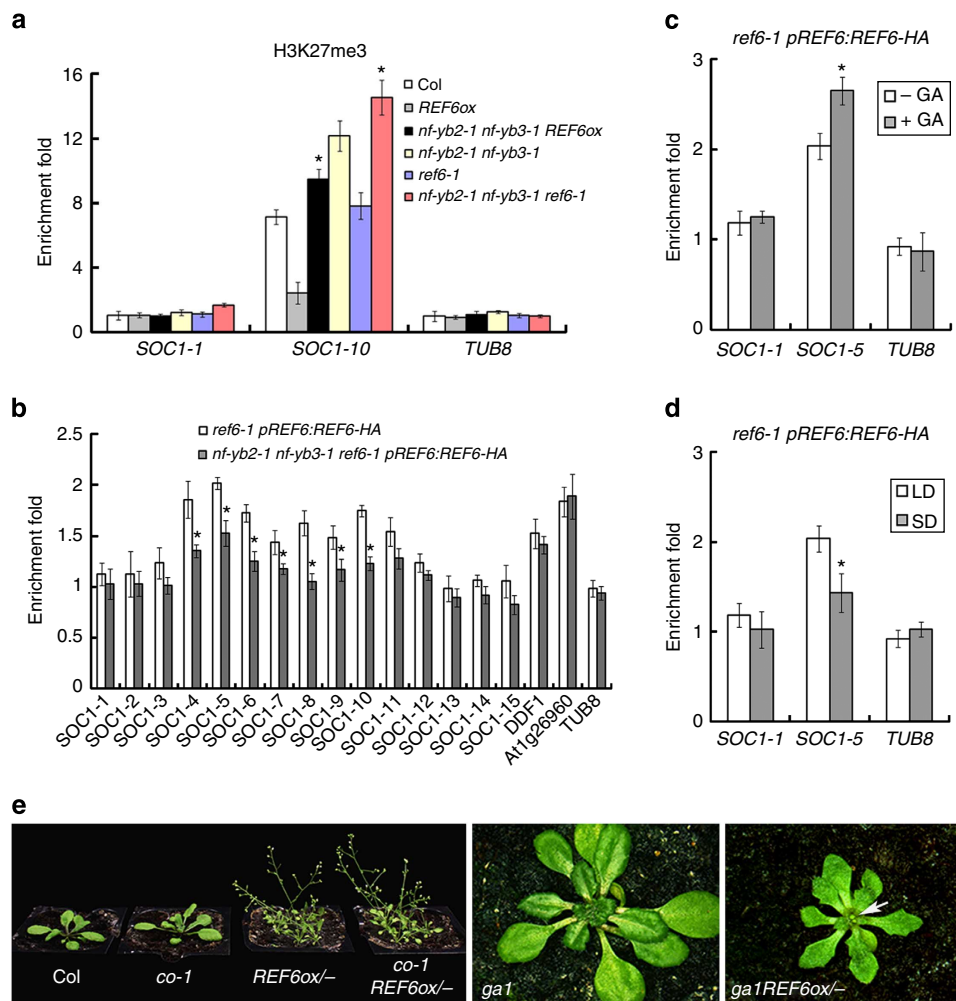 a
H3K27me3
Enrichment fold
16
12
8
4
0
Col
REF6ox
nf-yb2-1 nf-yb3-1 REF6ox
nf-yb2-1 nf-yb3-1
ref6-1
nf-yb2-1 nf-yb3-1 ref6-1
*
*
SOC1-1
SOC1-10
TUB8
b
Enrichment fold
2.5
2
1.5
1
0.5
0
ref6-1 pREF6:REF6-HA
nf-yb2-1 nf-yb3-1 ref6-1 pREF6:REF6-HA
* * * * * * *
SOC1-1
SOC1-2
SOC1-3
SOC1-4
SOC1-5
SOC1-6
SOC1-7
SOC1-8
SOC1-9
SOC1-10
SOC1-11
SOC1-12
SOC1-13
SOC1-14
SOC1-15
DDF1
At1g26960
TUB8
c
ref6-1 pREF6:REF6-HA
Enrichment fold
3
2
1
0
– GA
+ GA
*
SOC1-1
SOC1-5
TUB8
d
ref6-1 pREF6:REF6-HA
Enrichment fold
3
2
1
0
LD
SD
*
SOC1-1
SOC1-5
TUB8
e
Col
co-1
REF6ox/–
co-1
REF6ox/–
ga1
ga1REF6ox/–